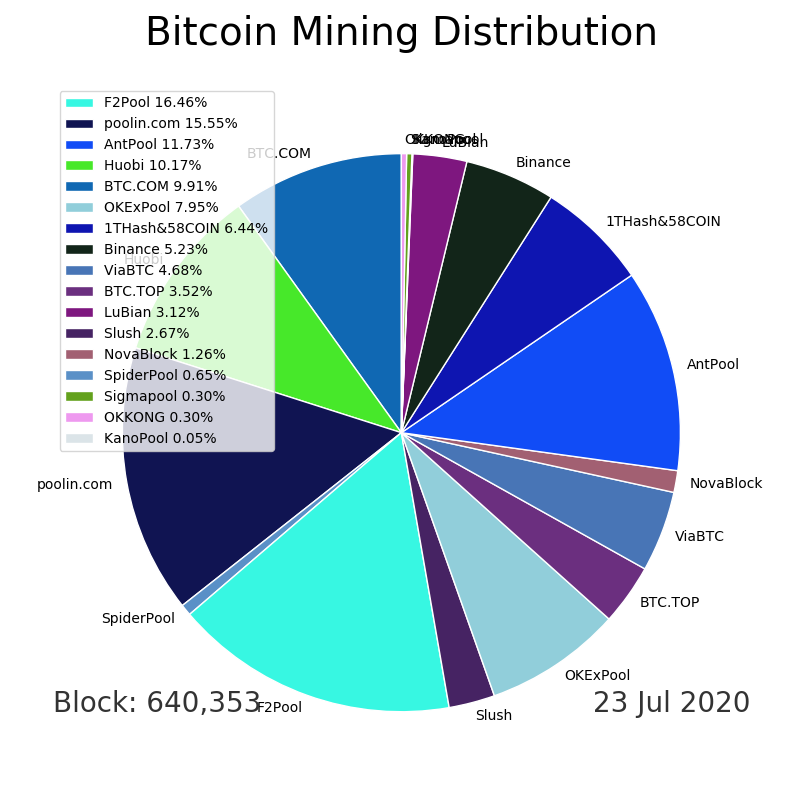 Bitcoin Mining Distribution
F2Pool 16.46%
poolin.com 15.55%
AntPool 11.73%
Huobi 10.17%
BTC.COM 9.91%
OKExPool 7.95%
1THash&58COIN 6.44%
Binance 5.23%
ViaBTC 4.68%
BTC.TOP 3.52%
LuBian 3.12%
Slush 2.67%
NovaBlock 1.26%
SpiderPool 0.65%
Sigmapool 0.30%
OKKONG 0.30%
KanoPool 0.05%
BTC.COM
LuBian
Binance
1THash&58COIN
Huobi
AntPool
poolin.com
NovaBlock
ViaBTC
BTC.TOP
SpiderPool
OKExPool
F2Pool
Slush
Block: 640,353
23 Jul 2020